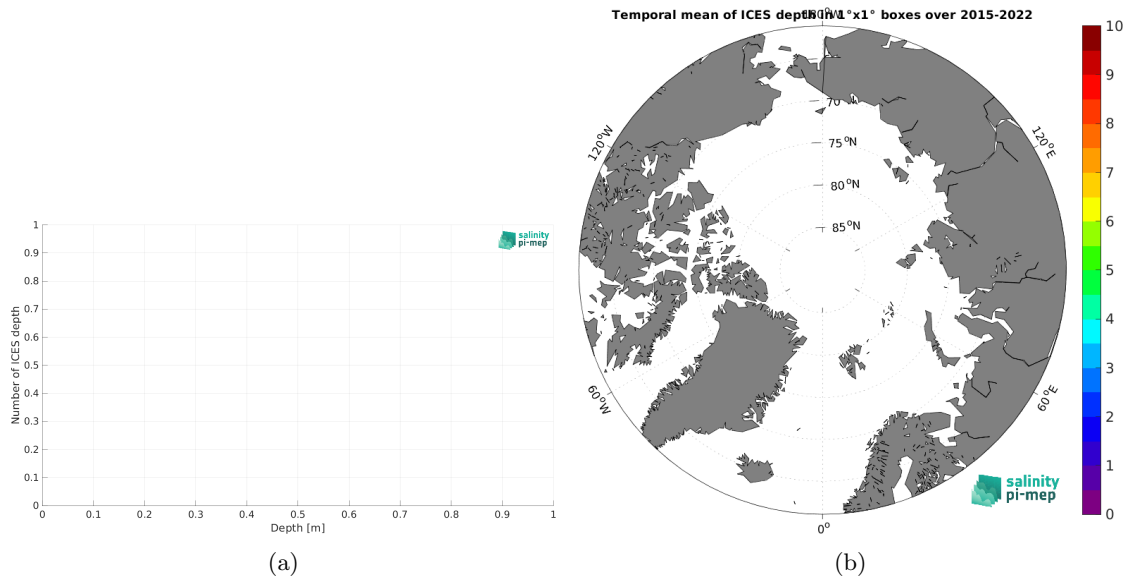 Temporal mean of ICES depth in 1°x1° boxes over 2015-2022
180°W
120°W
120°E
60°W
60°E
0°
70°N
75°N
80°N
85°N
10
9
8
7
6
5
4
3
2
1
0
salinity
pi-mep
1
0.9
0.8
0.7
0.6
0.5
0.4
0.3
0.2
0.1
0
Number of ICES depth
0 0.1 0.2 0.3 0.4 0.5 0.6 0.7 0.8 0.9 1
Depth [m]
salinity
pi-mep
(a)
(b)